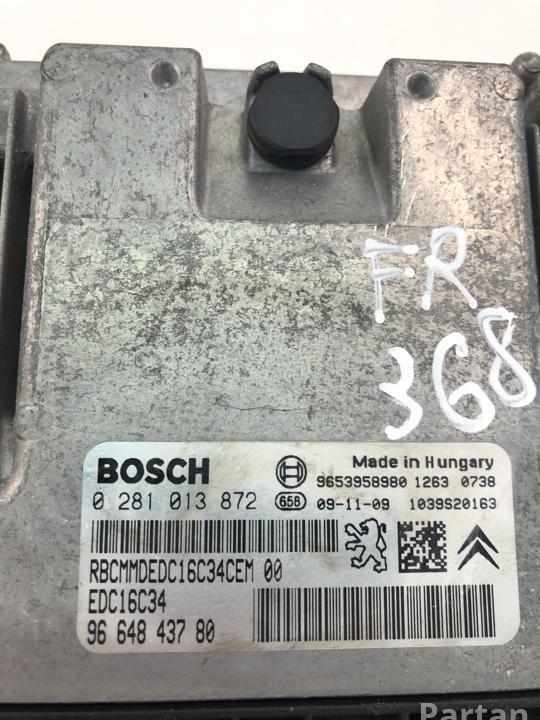 FR
368
BOSCH
Made in Hungary
9653958980 1263 0738
0 281 013 872 658 09-11-09 1039S20163
RBCMMDEDC16C34CEM 00
EDC16C34
96 648 437 80
Partan